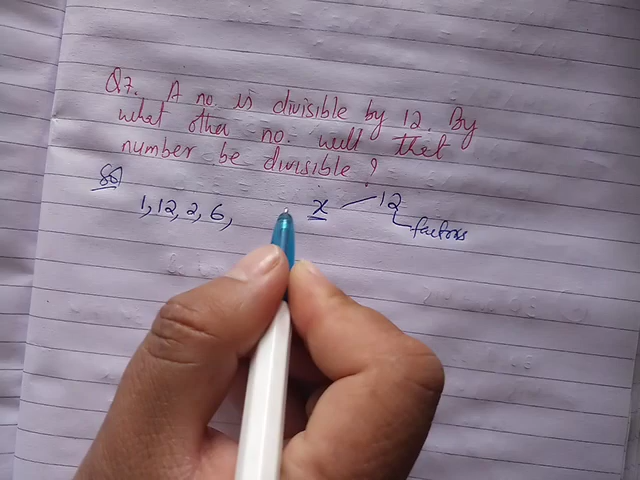 Q7. A no. is divisible by 12. By
what other no. will that
number be divisible?
Sol
1, 12, 2, 6, x 12
factors